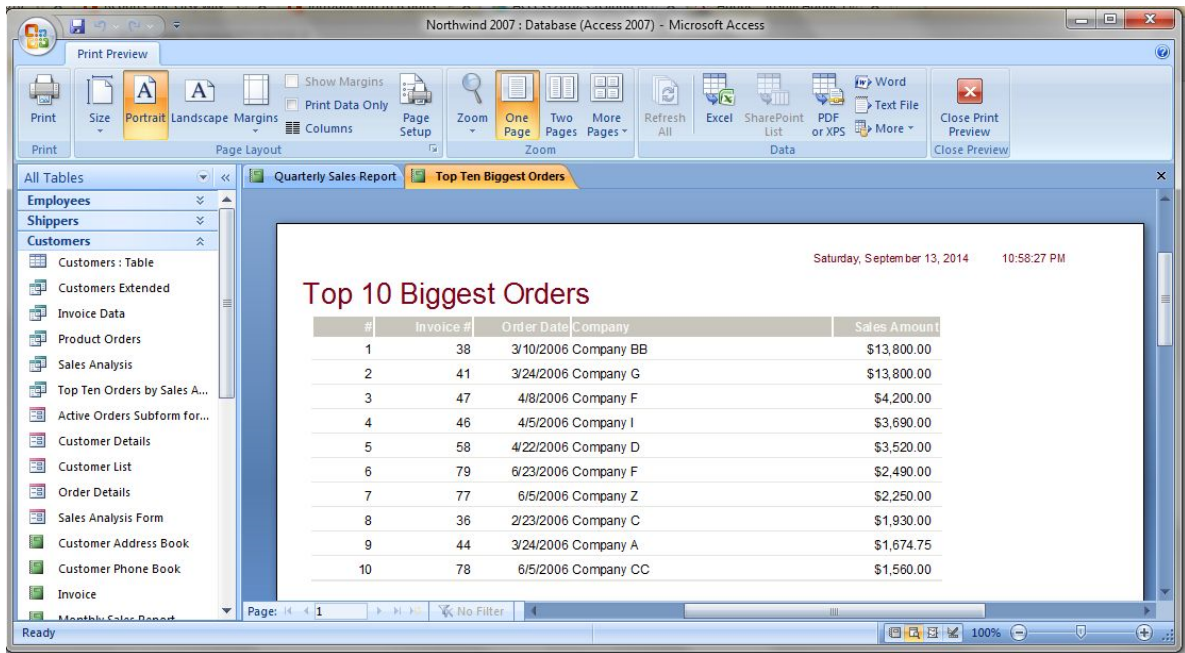 Northwind 2007 : Database (Access 2007) - Microsoft Access
Print Preview
Print
Size
Portrait
Landscape
Margins
Show Margins
Print Data Only
Columns
Page Setup
Zoom
One Page
Two Pages
More Pages
Refresh All
Excel
SharePoint List
PDF or XPS
Word
Text File
More
Close Print Preview
Print
Page Layout
Zoom
Data
Close Preview
All Tables
Employees
Shippers
Customers
Customers : Table
Customers Extended
Invoice Data
Product Orders
Sales Analysis
Top Ten Orders by Sales A...
Active Orders Subform for...
Customer Details
Customer List
Order Details
Sales Analysis Form
Customer Address Book
Customer Phone Book
Invoice
Monthly Sales Report
Quarterly Sales Report
Top Ten Biggest Orders
Saturday, September 13, 2014 10:58:27 PM
Top 10 Biggest Orders
# Invoice # Order Date Company Sales Amount
1 38 3/10/2006 Company BB $13,800.00
2 41 3/24/2006 Company G $13,800.00
3 47 4/8/2006 Company F $4,200.00
4 46 4/5/2006 Company I $3,690.00
5 58 4/22/2006 Company D $3,520.00
6 79 6/23/2006 Company F $2,490.00
7 77 6/5/2006 Company Z $2,250.00
8 36 2/23/2006 Company C $1,930.00
9 44 3/24/2006 Company A $1,674.75
10 78 6/5/2006 Company CC $1,560.00
Page: 1 No Filter
Ready
100%